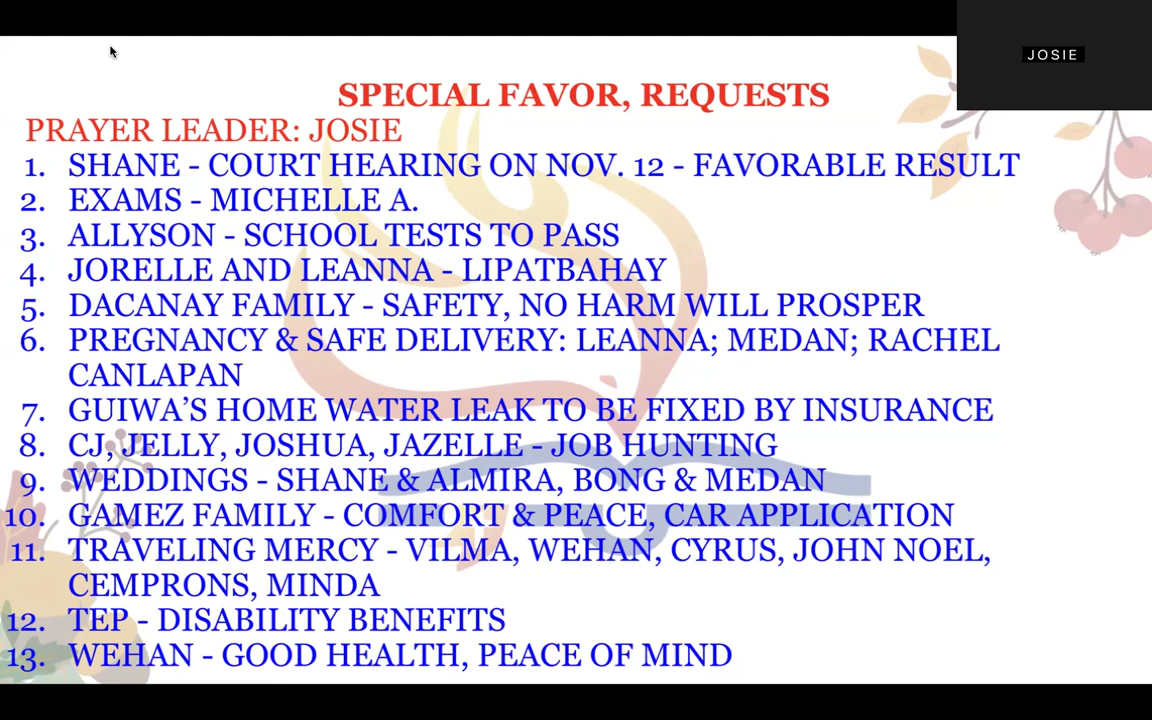 JOSIE
SPECIAL FAVOR, REQUESTS
PRAYER LEADER: JOSIE
1. SHANE - COURT HEARING ON NOV. 12 - FAVORABLE RESULT
2. EXAMS - MICHELLE A.
3. ALLYSON - SCHOOL TESTS TO PASS
4. JORELLE AND LEANNA - LIPATBAHAY
5. DACANAY FAMILY - SAFETY, NO HARM WILL PROSPER
6. PREGNANCY & SAFE DELIVERY: LEANNA; MEDAN; RACHEL
CANLAPAN
7. GUIWA’S HOME WATER LEAK TO BE FIXED BY INSURANCE
8. CJ, JELLY, JOSHUA, JAZELLE - JOB HUNTING
9. WEDDINGS - SHANE & ALMIRA, BONG & MEDAN
10. GAMEZ FAMILY - COMFORT & PEACE, CAR APPLICATION
11. TRAVELING MERCY - VILMA, WEHAN, CYRUS, JOHN NOEL,
CEMPRONS, MINDA
12. TEP - DISABILITY BENEFITS
13. WEHAN - GOOD HEALTH, PEACE OF MIND